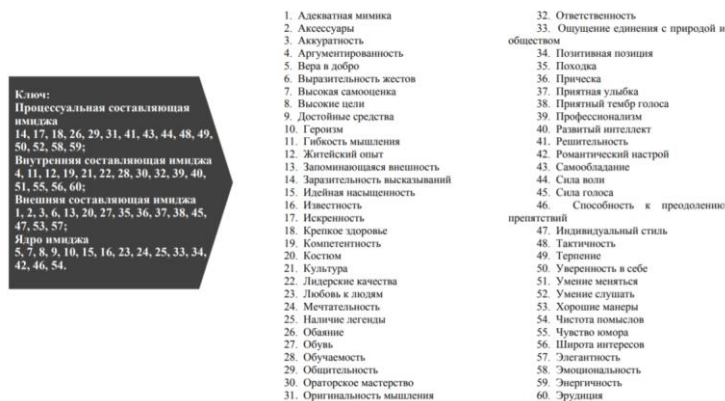 Ключ:
Процессуальная составляющая
имиджа
14, 17, 18, 26, 29, 31, 41, 43, 44, 48, 49,
50, 52, 58, 59;
Внутренняя составляющая имиджа
4, 11, 12, 19, 21, 22, 28, 30, 32, 39, 40,
51, 55, 56, 60;
Внешняя составляющая имиджа
1, 2, 3, 6, 13, 20, 27, 35, 36, 37, 38, 45,
47, 53, 57;
Ядро имиджа
5, 7, 8, 9, 10, 15, 16, 23, 24, 25, 33, 34,
42, 46, 54.
1. Адекватная мимика
2. Аксессуары
3. Аккуратность
4. Аргументированность
5. Вера в добро
6. Выразительность жестов
7. Высокая самооценка
8. Высокие цели
9. Достойные средства
10. Героизм
11. Гибкость мышления
12. Житейский опыт
13. Запоминающаяся внешность
14. Заразительность высказываний
15. Идейная насыщенность
16. Известность
17. Искренность
18. Крепкое здоровье
19. Компетентность
20. Костюм
21. Культура
22. Лидерские качества
23. Любовь к людям
24. Мечтательность
25. Наличие легенды
26. Обаяние
27. Обувь
28. Обучаемость
29. Общительность
30. Ораторское мастерство
31. Оригинальность мышления
32. Ответственность
33. Ощущение единения с природой и
обществом
34. Позитивная позиция
35. Походка
36. Прическа
37. Приятная улыбка
38. Приятный тембр голоса
39. Профессионализм
40. Развитый интеллект
41. Решительность
42. Романтический настрой
43. Самообладание
44. Сила воли
45. Сила голоса
46. Способность к преодолению
препятствий
47. Индивидуальный стиль
48. Тактичность
49. Терпение
50. Уверенность в себе
51. Умение меняться
52. Умение слушать
53. Хорошие манеры
54. Чистота помыслов
55. Чувство юмора
56. Широта интересов
57. Элегантность
58. Эмоциональность
59. Энергичность
60. Эрудиция